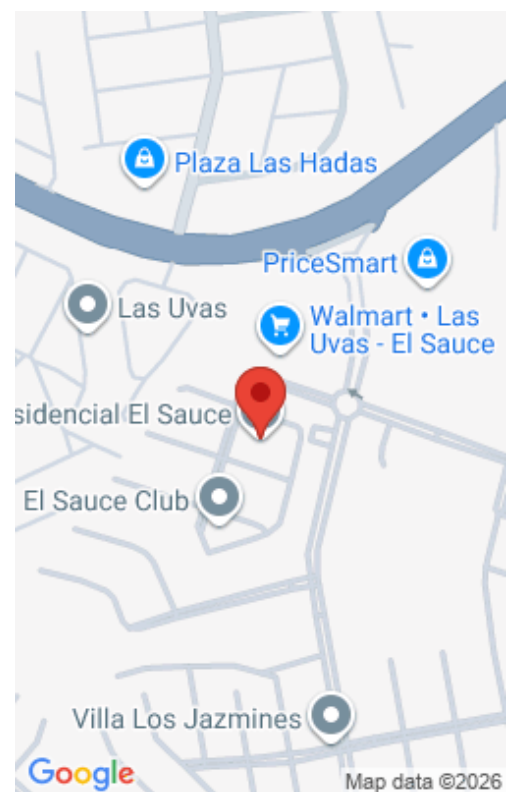 Plaza Las Hadas
PriceSmart
Las Uvas
Walmart • Las
Uvas - El Sauce
sidencial El Sauce
El Sauce Club
Villa Los Jazmines
Google
Map data ©2026